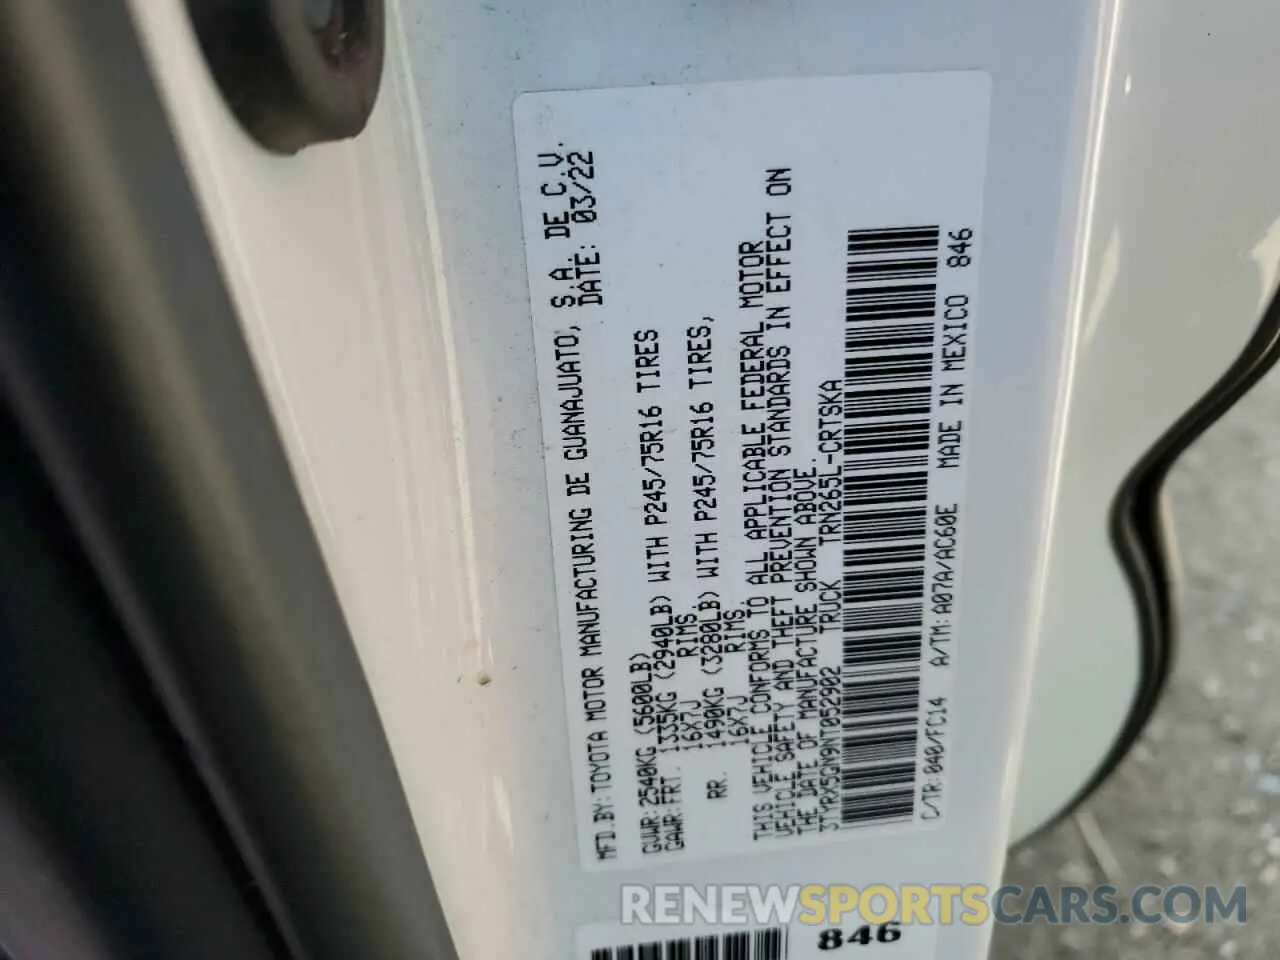 MFD.BY:TOYOTA MOTOR MANUFACTURING DE GUANAJUATO, S.A. DE C.V.
DATE: 03/22
GVWR:2540KG (5600LB)
GAWR:FRT. 1335KG (2940LB) WITH P245/75R16 TIRES
16X7J RIMS.
RR. 1490KG (3280LB) WITH P245/75R16 TIRES,
16X7J RIMS.
THIS VEHICLE CONFORMS TO ALL APPLICABLE FEDERAL MOTOR
VEHICLE SAFETY AND THEFT PREVENTION STANDARDS IN EFFECT ON
THE DATE OF MANUFACTURE SHOWN ABOVE.
3TYRX5GN9NT052902 TRUCK TRN265L-CRTSKA
C/TR:040/FC14 A/TM:A07A/AC60E MADE IN MEXICO 846
846
RENEWSPORTSCARS.COM